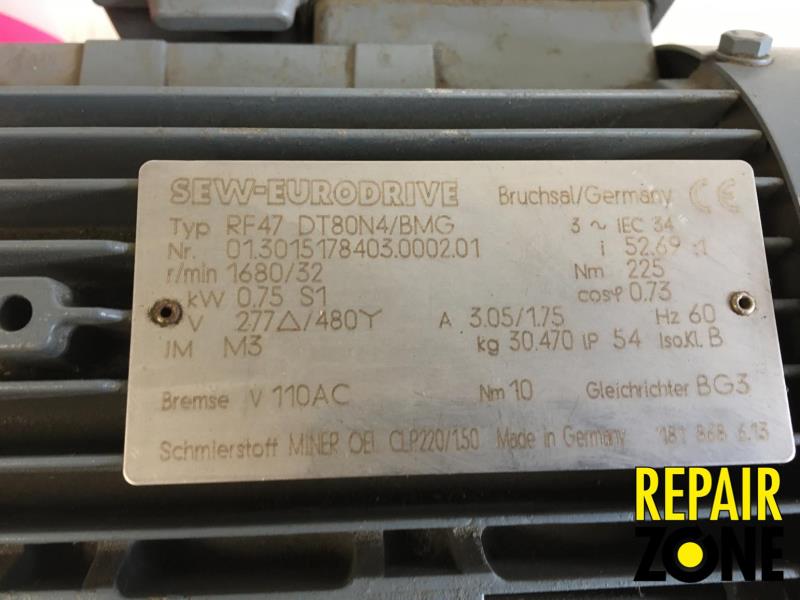 SEW-EURODRIVE Bruchsal/Germany CE
Typ RF47 DT80N4/BMG 3 ~ IEC 34
Nr. 01.3015178403.0002.01 i 52.69 :1
r/min 1680/32 Nm 225
kW 0,75 S1 cosφ 0.73
V 277△/480Y A 3.05/1.75 Hz 60
IM M3 kg 30.470 IP 54 Iso.Kl. B
Bremse V 110AC Nm 10 Gleichrichter BG3
Schmierstoff MINER OEL CLP220/1.50 Made in Germany 181 868 6.13
REPAIR
ZONE